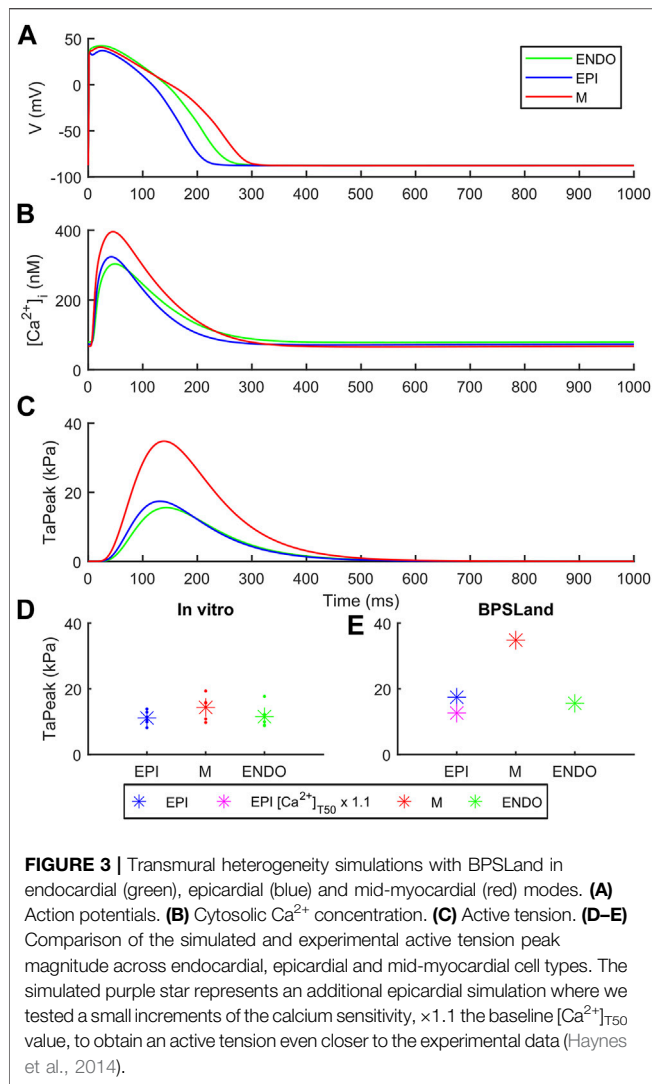 A
50
0
-50
-100
V (mV)
ENDO
EPI
M
0 100 200 300 400 500 600 700 800 900 1000
B
400
200
0
[Ca2+]i (nM)
0 100 200 300 400 500 600 700 800 900 1000
C
40
20
0
TaPeak (kPa)
0 100 200 300 400 500 600 700 800 900 1000
Time (ms)
D In vitro
40
20
0
TaPeak (kPa)
EPI M ENDO
E BPSLand
40
20
0
EPI M ENDO
EPI EPI [Ca2+]T50 x 1.1 M ENDO
FIGURE 3 | Transmural heterogeneity simulations with BPSLand in
endocardial (green), epicardial (blue) and mid-myocardial (red) modes. (A)
Action potentials. (B) Cytosolic Ca2+ concentration. (C) Active tension. (D–E)
Comparison of the simulated and experimental active tension peak
magnitude across endocardial, epicardial and mid-myocardial cell types. The
simulated purple star represents an additional epicardial simulation where we
tested a small increments of the calcium sensitivity, ×1.1 the baseline [Ca2+]T50
value, to obtain an active tension even closer to the experimental data (Haynes
et al., 2014).